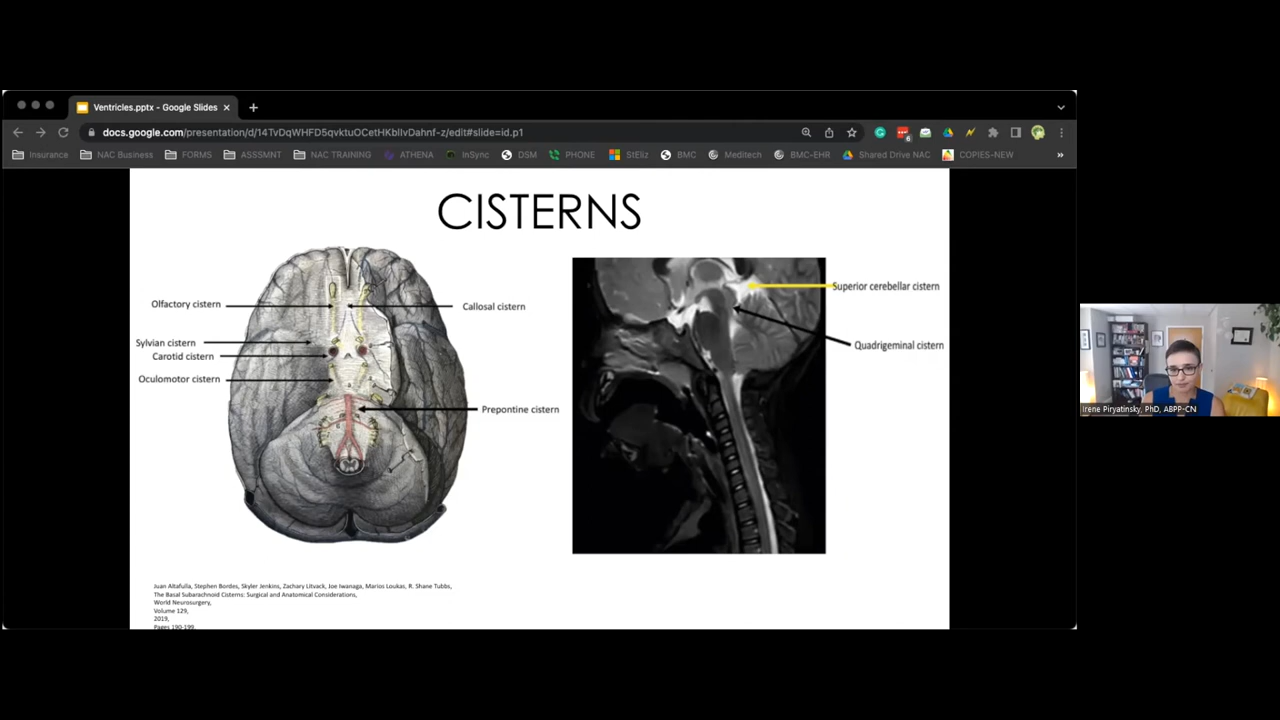 Ventricles.pptx - Google Slides
docs.google.com/presentation/d/14TvDqWHFD5qvktuOCetHKbIlvDahnf-z/edit#slide=id.p1
Insurance NAC Business FORMS ASSSMNT NAC TRAINING ATHENA InSync DSM PHONE StEliz BMC Meditech BMC-EHR Shared Drive NAC COPIES-NEW
CISTERNS
Olfactory cistern
Callosal cistern
Sylvian cistern
Carotid cistern
Oculomotor cistern
Prepontine cistern
Superior cerebellar cistern
Quadrigeminal cistern
Juan Altafulla, Stephen Bordes, Skyler Jenkins, Zachary Litvack, Joe Iwanaga, Marios Loukas, R. Shane Tubbs,
The Basal Subarachnoid Cisterns: Surgical and Anatomical Considerations,
World Neurosurgery,
Volume 129,
2019,
Pages 190-199,
Irene Piryatinsky, PhD, ABPP-CN